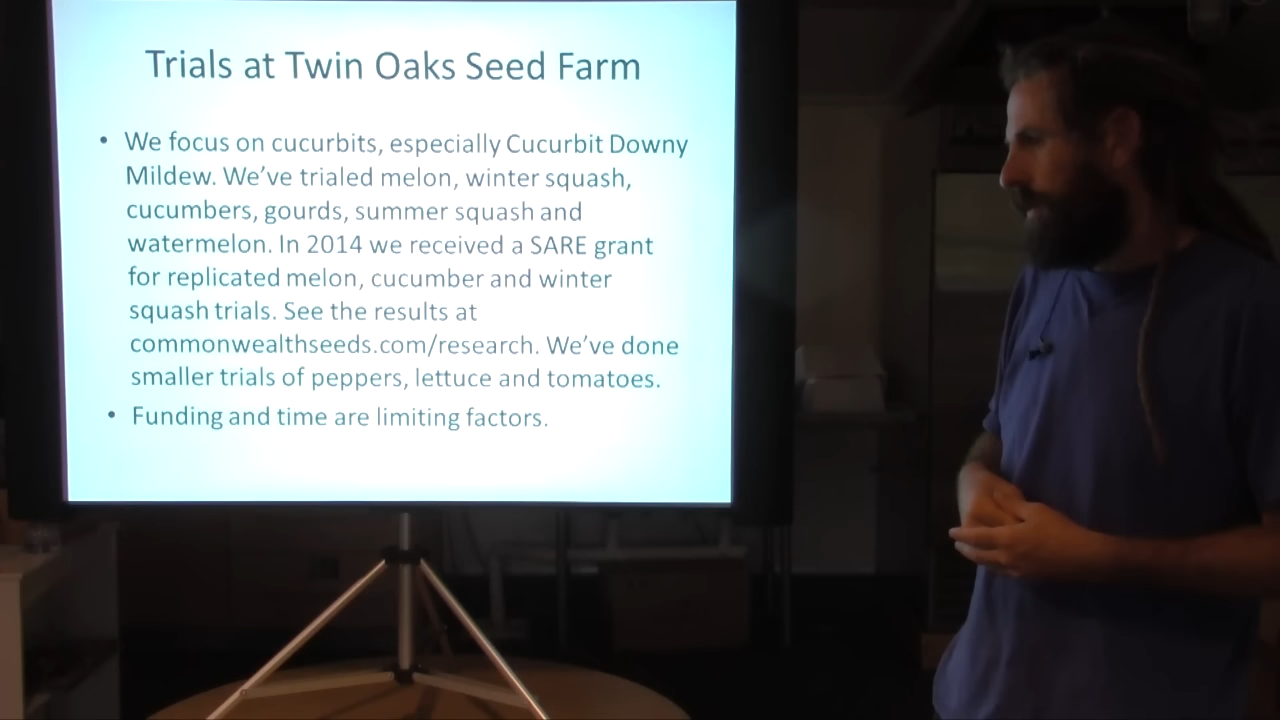 Trials at Twin Oaks Seed Farm
• We focus on cucurbits, especially Cucurbit Downy
Mildew. We've trialed melon, winter squash,
cucumbers, gourds, summer squash and
watermelon. In 2014 we received a SARE grant
for replicated melon, cucumber and winter
squash trials. See the results at
commonwealthseeds.com/research. We've done
smaller trials of peppers, lettuce and tomatoes.
• Funding and time are limiting factors.